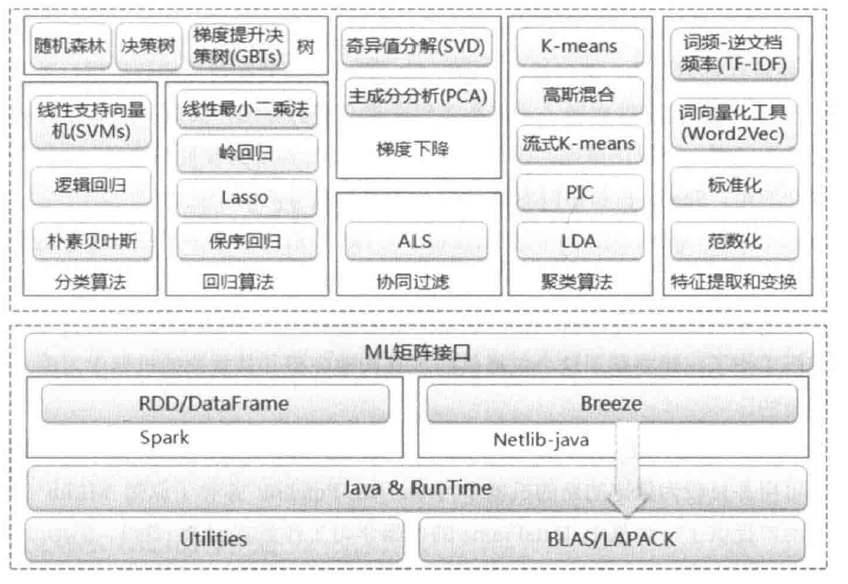 随机森林
决策树
梯度提升决
策树(GBTs)
树
线性支持向量
机(SVMs)
逻辑回归
朴素贝叶斯
分类算法
线性最小二乘法
岭回归
Lasso
保序回归
回归算法
奇异值分解(SVD)
主成分分析(PCA)
梯度下降
ALS
协同过滤
K-means
高斯混合
流式K-means
PIC
LDA
聚类算法
词频-逆文档
频率(TF-IDF)
词向量化工具
(Word2Vec)
标准化
范数化
特征提取和变换
ML矩阵接口
RDD/DataFrame
Spark
Breeze
Netlib-java
Java & RunTime
Utilities
BLAS/LAPACK